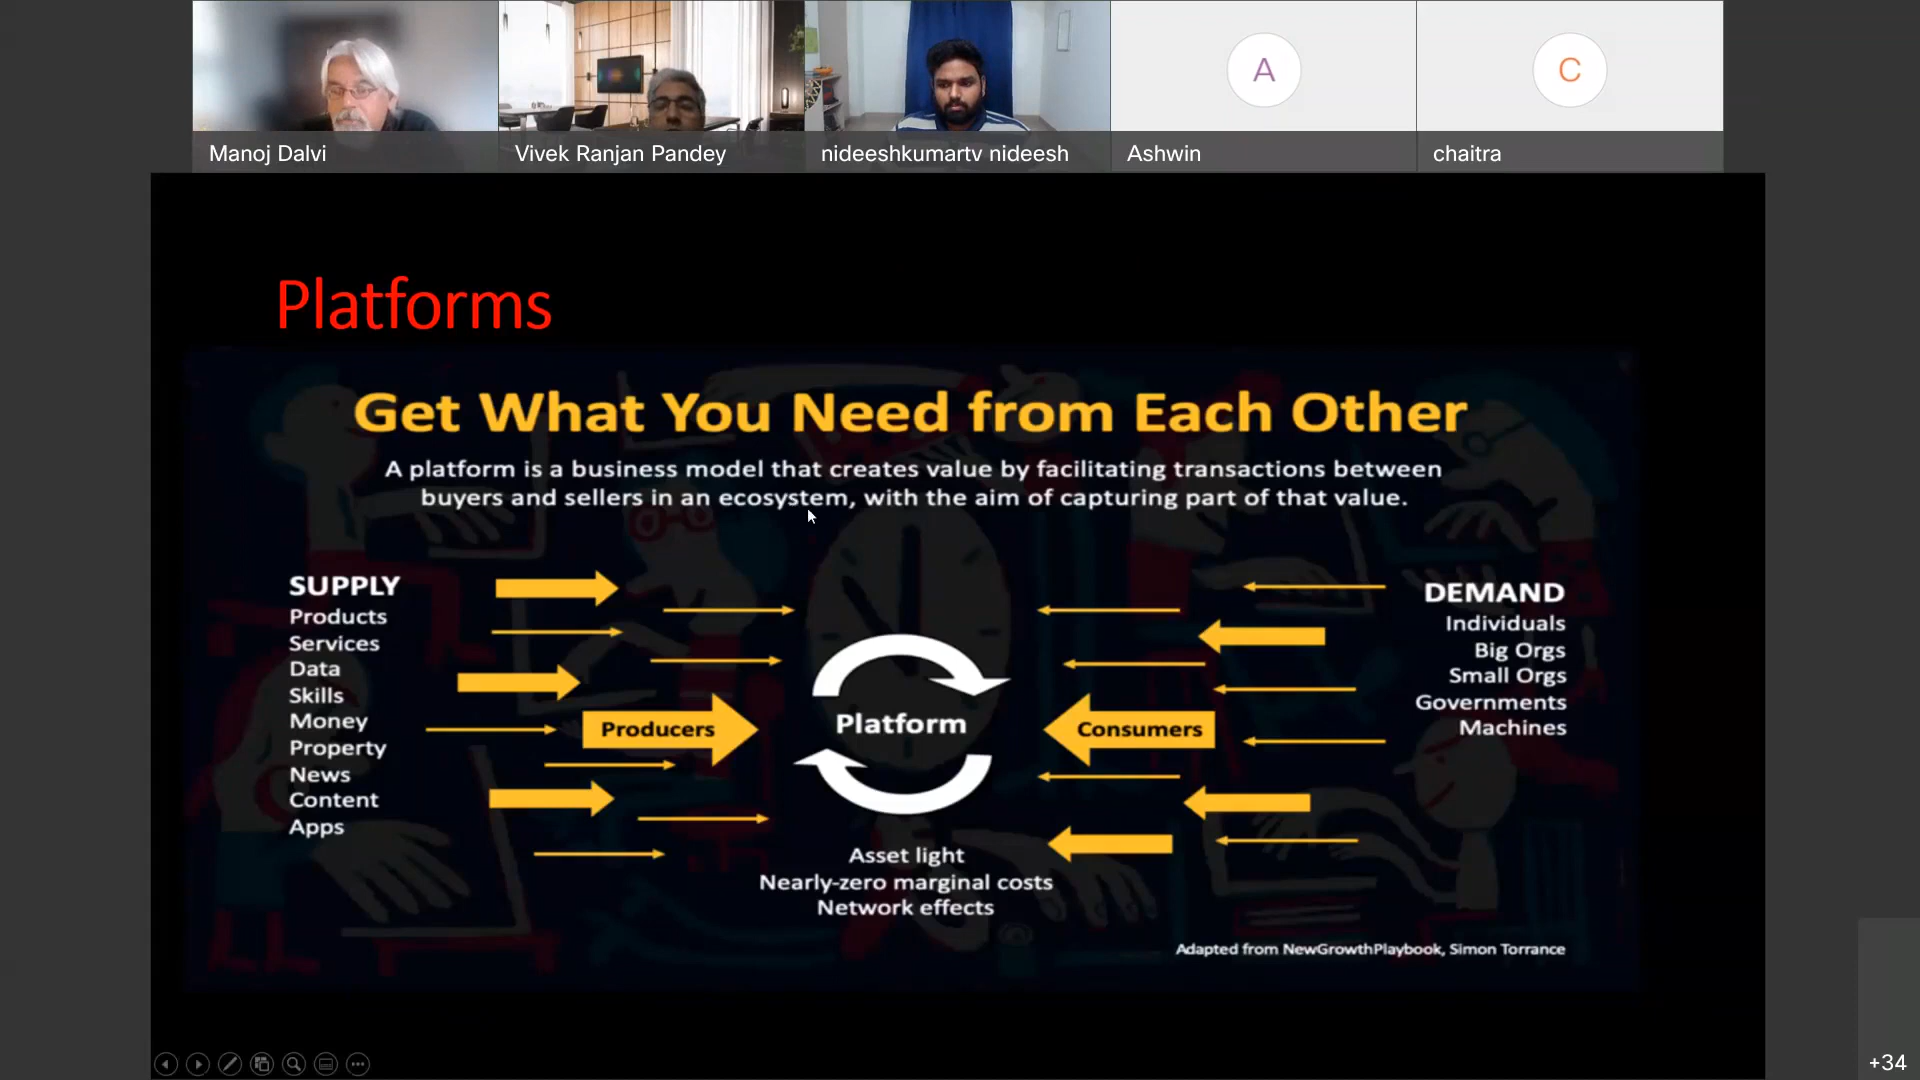 Manoj Dalvi
Vivek Ranjan Pandey
nideeshkumartv nideesh
A
Ashwin
C
chaitra
Platforms
Get What You Need from Each Other
A platform is a business model that creates value by facilitating transactions between
buyers and sellers in an ecosystem, with the aim of capturing part of that value.
SUPPLY
Products
Services
Data
Skills
Money
Property
News
Content
Apps
Producers
Platform
Consumers
DEMAND
Individuals
Big Orgs
Small Orgs
Governments
Machines
Asset light
Nearly-zero marginal costs
Network effects
Adapted from NewGrowthPlaybook, Simon Torrance
+34